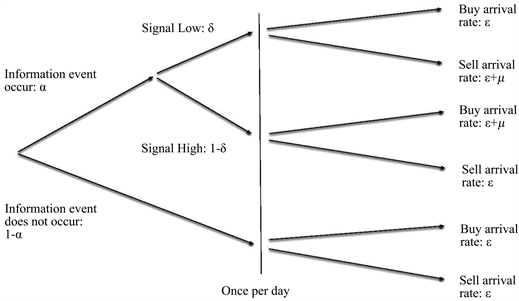 Signal Low: δ
Information event
occur: α
Signal High: 1-δ
Information event
does not occur:
1-α
Buy arrival
rate: ε
Sell arrival
rate: ε+μ
Buy arrival
rate: ε+μ
Sell arrival
rate: ε
Buy arrival
rate: ε
Sell arrival
rate: ε
Once per day